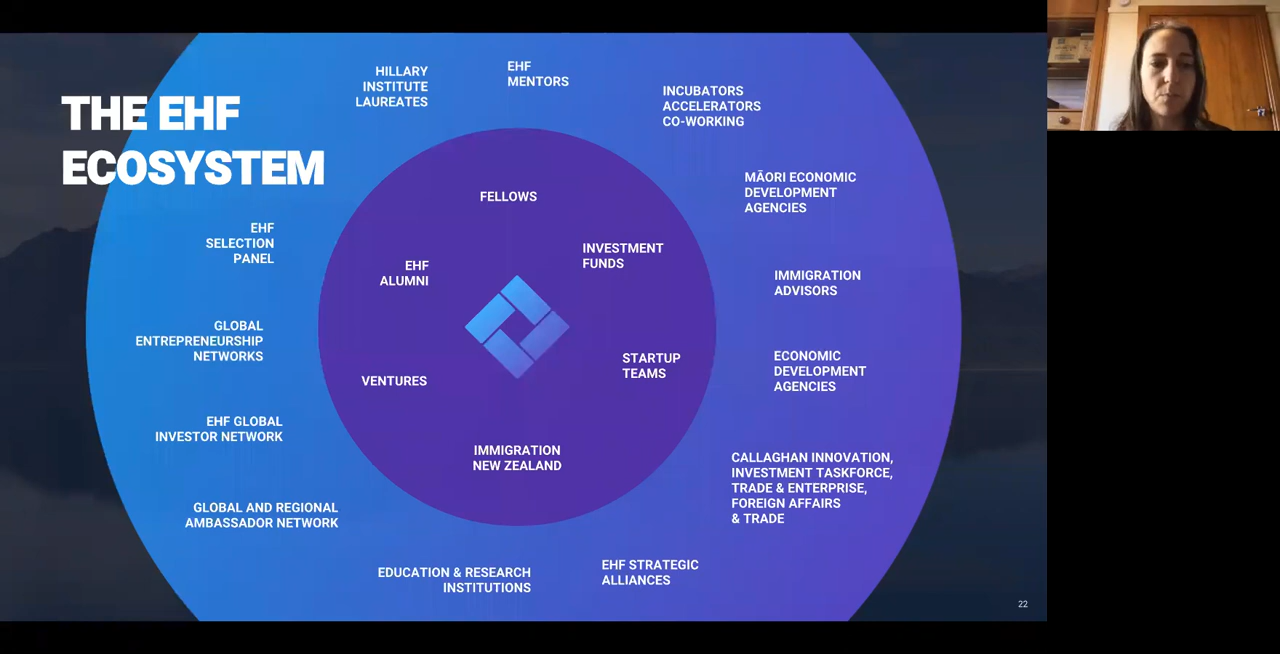 THE EHF
ECOSYSTEM
HILLARY
INSTITUTE
LAUREATES
EHF
MENTORS
INCUBATORS
ACCELERATORS
CO-WORKING
MĀORI ECONOMIC
DEVELOPMENT
AGENCIES
IMMIGRATION
ADVISORS
ECONOMIC
DEVELOPMENT
AGENCIES
CALLAGHAN INNOVATION,
INVESTMENT TASKFORCE,
TRADE & ENTERPRISE,
FOREIGN AFFAIRS
& TRADE
EHF STRATEGIC
ALLIANCES
EDUCATION & RESEARCH
INSTITUTIONS
GLOBAL AND REGIONAL
AMBASSADOR NETWORK
EHF GLOBAL
INVESTOR NETWORK
GLOBAL
ENTREPRENEURSHIP
NETWORKS
EHF
SELECTION
PANEL
FELLOWS
INVESTMENT
FUNDS
STARTUP
TEAMS
IMMIGRATION
NEW ZEALAND
VENTURES
EHF
ALUMNI
22